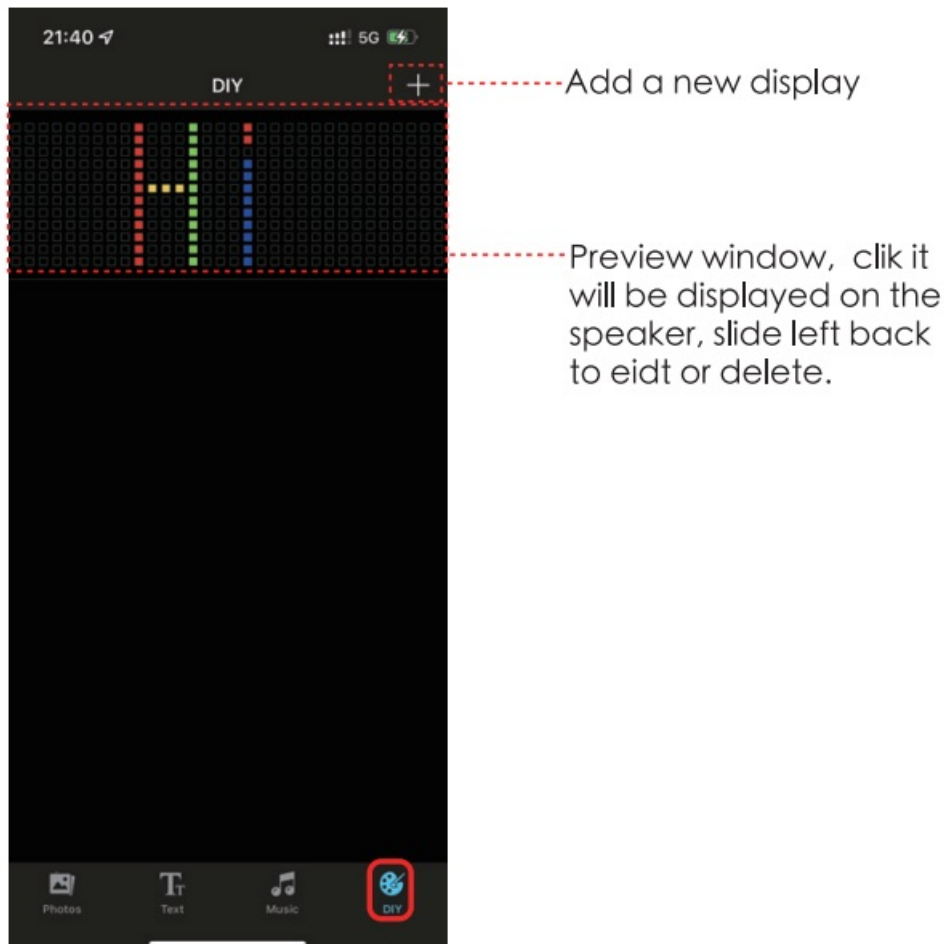 21:40 5G
DIY
Add a new display
Hi
Preview window, clik it
will be displayed on the
speaker, slide left back
to eidt or delete.
Photos Text Music DIY